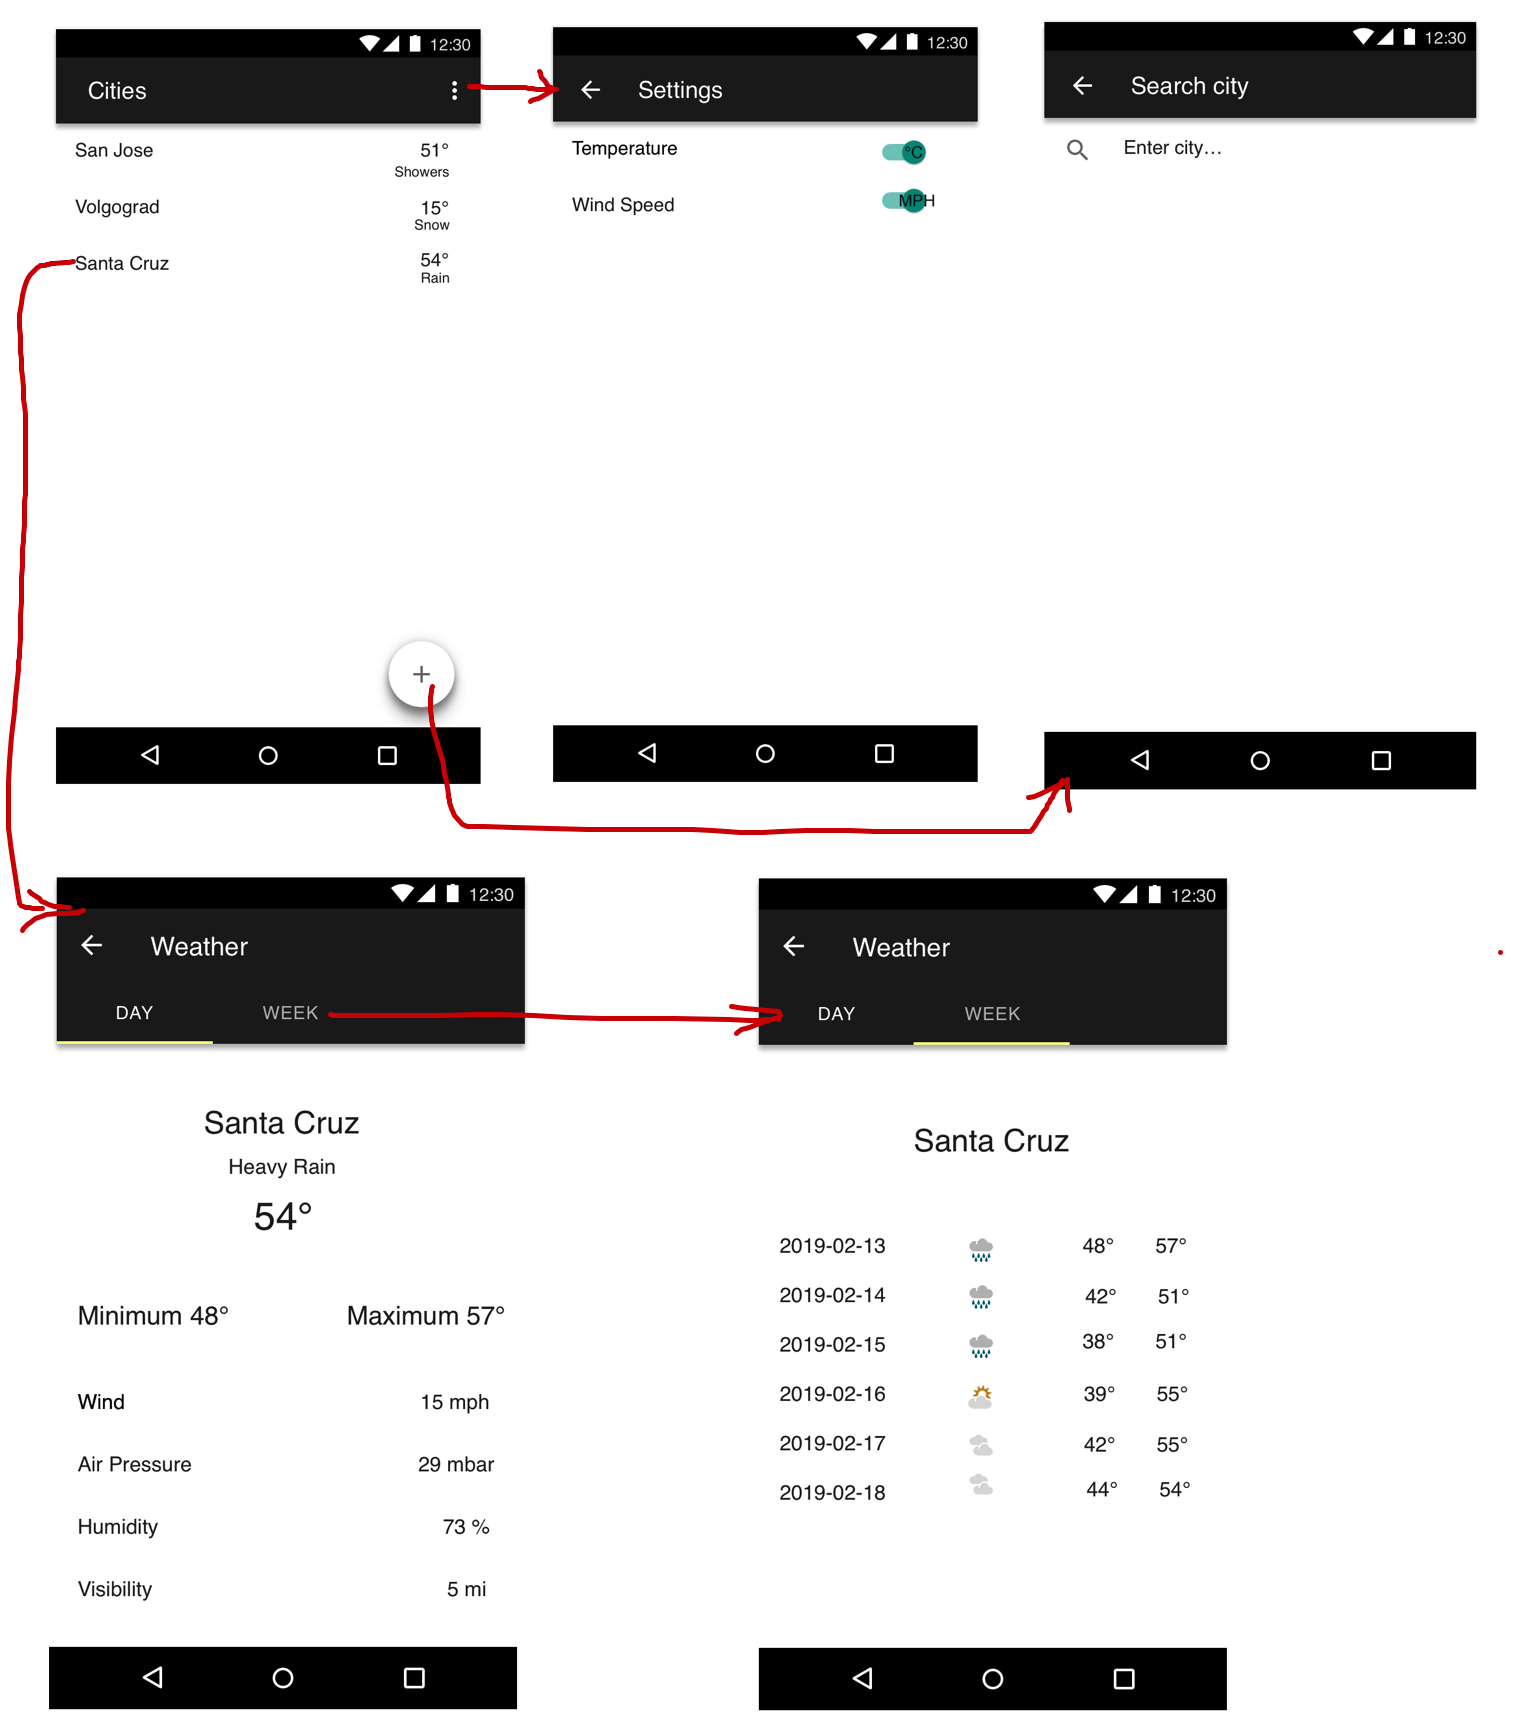 12:30
Cities
San Jose 51°
Showers
Volgograd 15°
Snow
Santa Cruz 54°
Rain
12:30
Settings
Temperature °C
Wind Speed MPH
12:30
Search city
Enter city...
12:30
Weather
DAY WEEK
Santa Cruz
Heavy Rain
54°
Minimum 48° Maximum 57°
Wind 15 mph
Air Pressure 29 mbar
Humidity 73 %
Visibility 5 mi
12:30
Weather
DAY WEEK
Santa Cruz
2019-02-13 48° 57°
2019-02-14 42° 51°
2019-02-15 38° 51°
2019-02-16 39° 55°
2019-02-17 42° 55°
2019-02-18 44° 54°